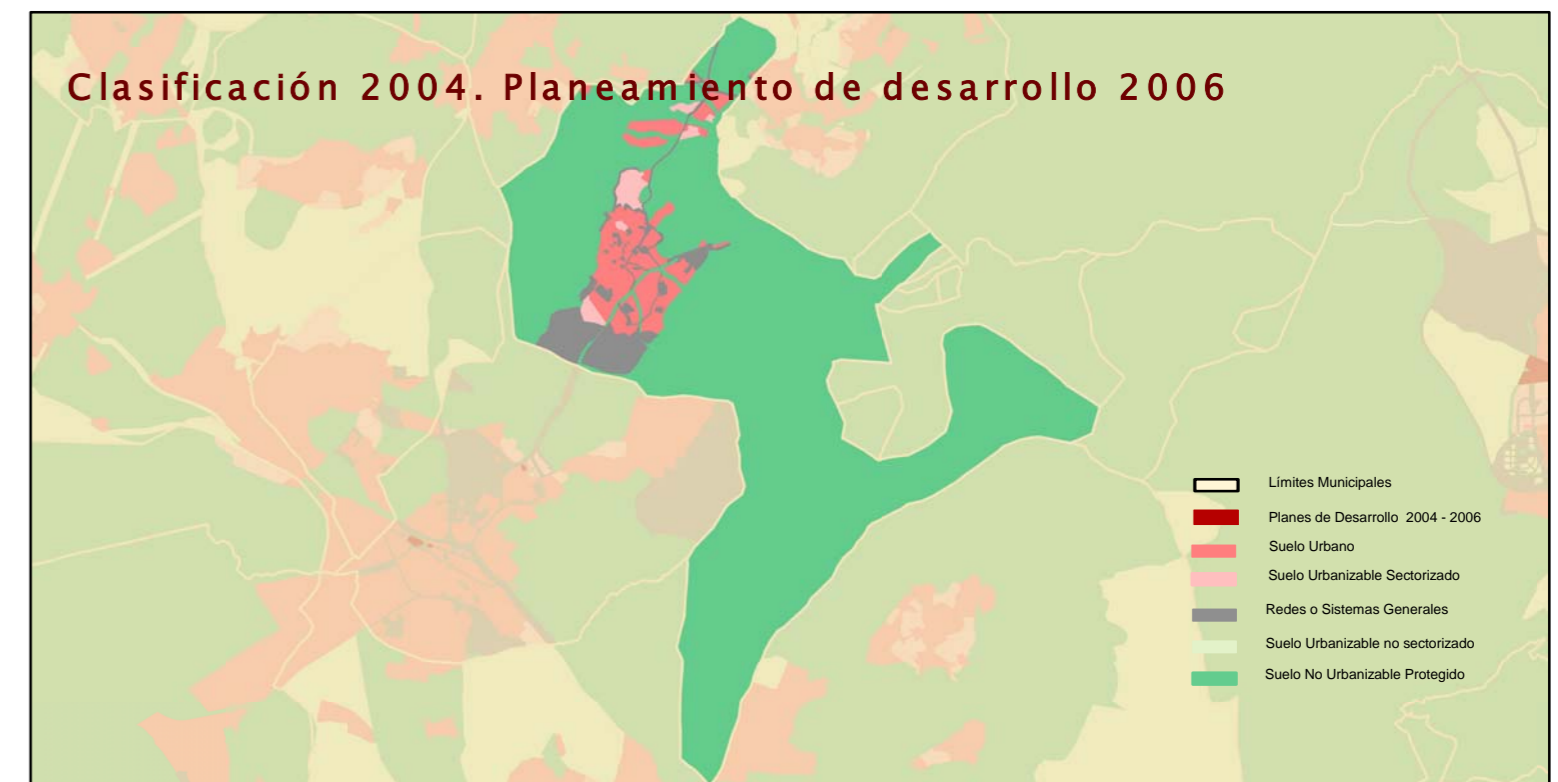 Clasificación 2004. Planeamiento de desarrollo 2006
Límites Municipales
Planes de Desarrollo 2004 - 2006
Suelo Urbano
Suelo Urbanizable Sectorizado
Redes o Sistemas Generales
Suelo Urbanizable no sectorizado
Suelo No Urbanizable Protegido